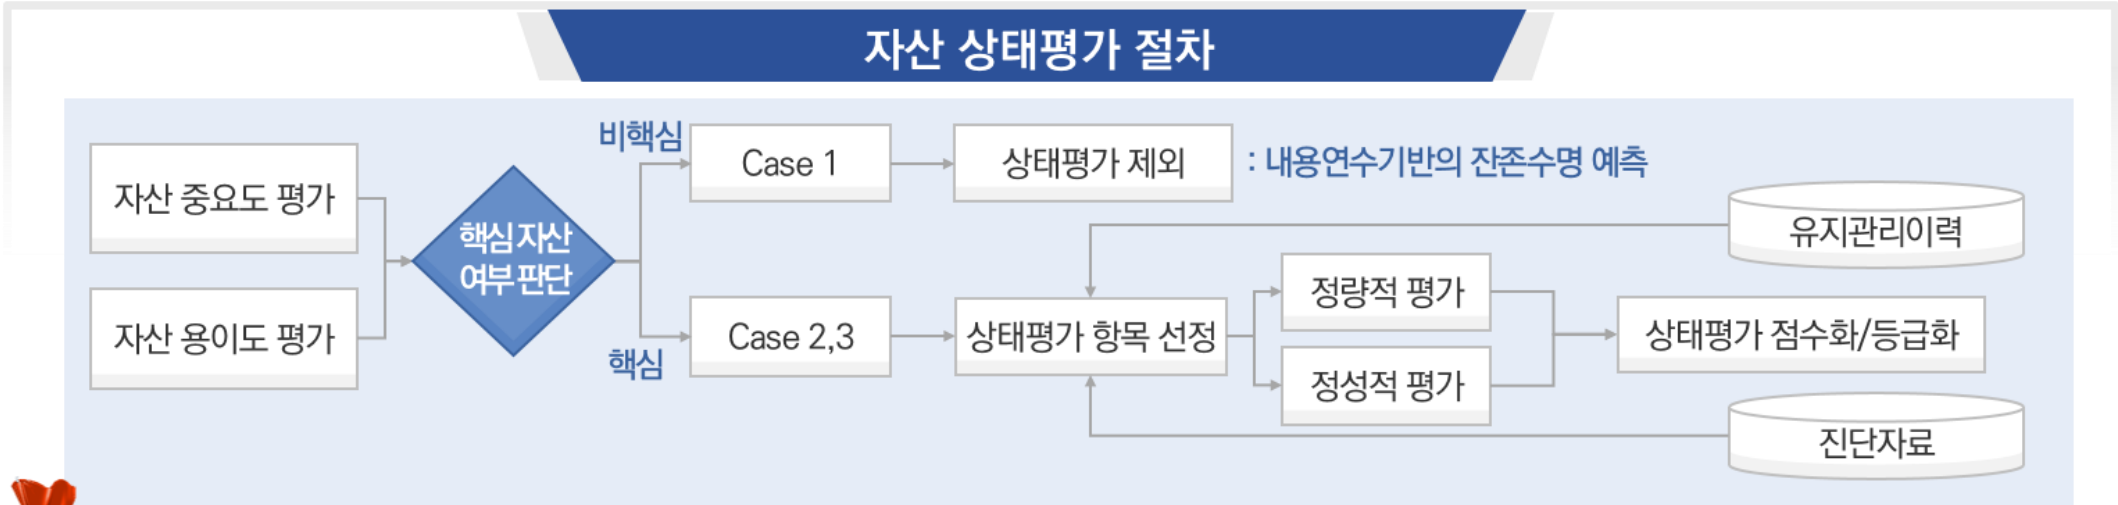 자산 상태평가 절차
자산 중요도 평가
자산 용이도 평가
핵심 자산
여부 판단
비핵심
Case 1
상태평가 제외
: 내용연수기반의 잔존수명 예측
핵심
Case 2,3
상태평가 항목 선정
정량적 평가
정성적 평가
상태평가 점수화/등급화
유지관리이력
진단자료